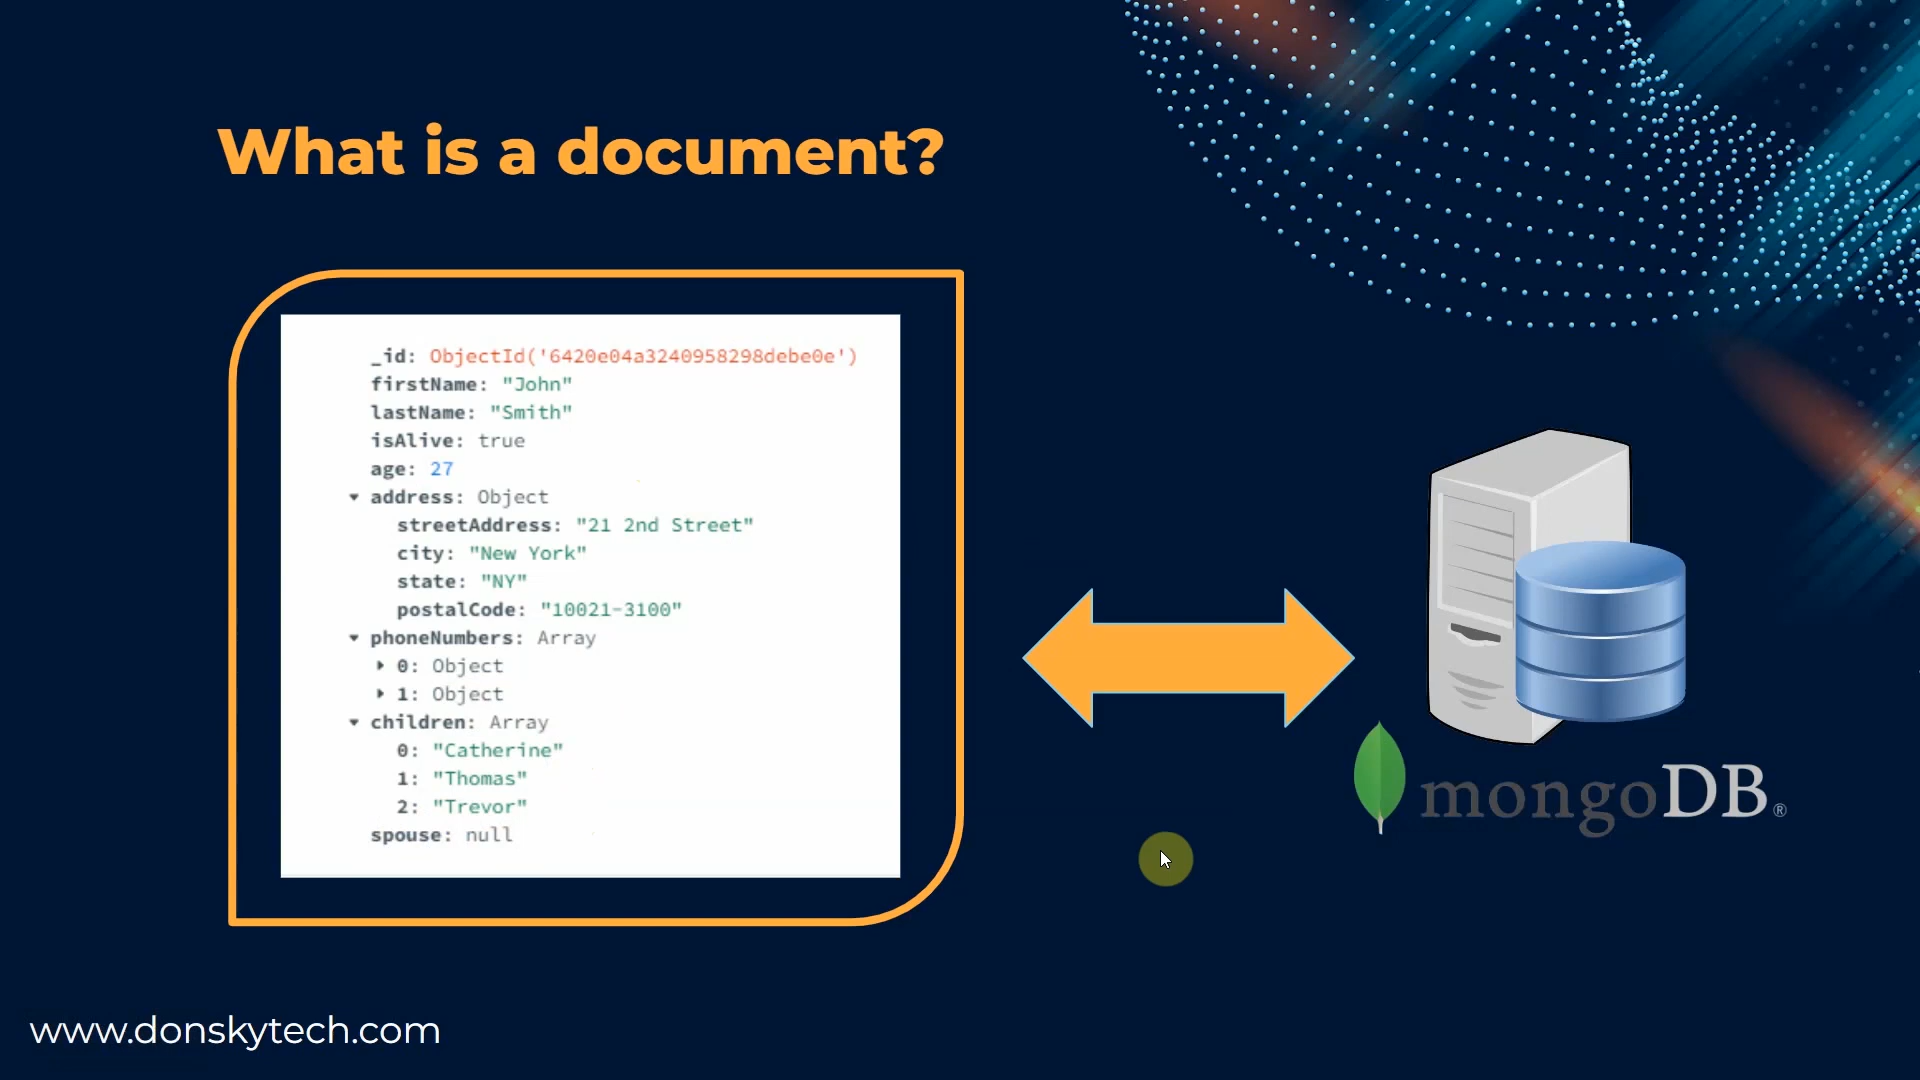 What is a document?
_id: ObjectId('6420e04a3240958298debe0e')
firstName: "John"
lastName: "Smith"
isAlive: true
age: 27
address: Object
streetAddress: "21 2nd Street"
city: "New York"
state: "NY"
postalCode: "10021-3100"
phoneNumbers: Array
0: Object
1: Object
children: Array
0: "Catherine"
1: "Thomas"
2: "Trevor"
spouse: null
mongoDB®
www.donskytech.com